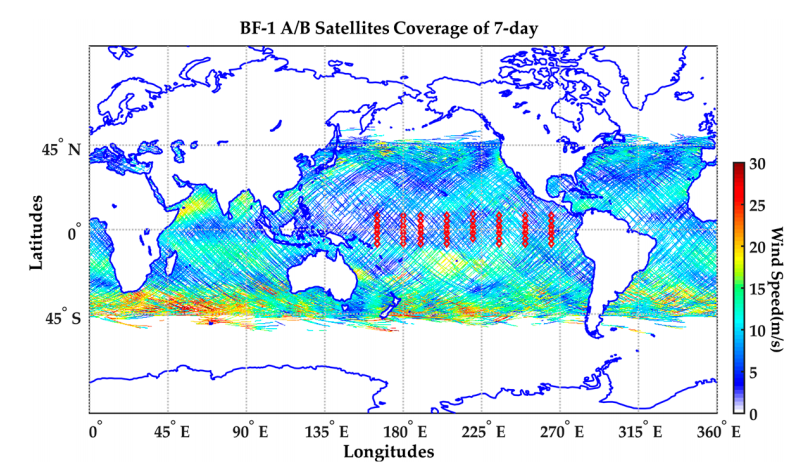 BF-1 A/B Satellites Coverage of 7-day
45° N
0°
45° S
Latitudes
0°
45° E
90° E
135° E
180° E
225° E
270° E
315° E
360° E
Longitudes
30
25
20
15
10
5
0
Wind Speed(m/s)